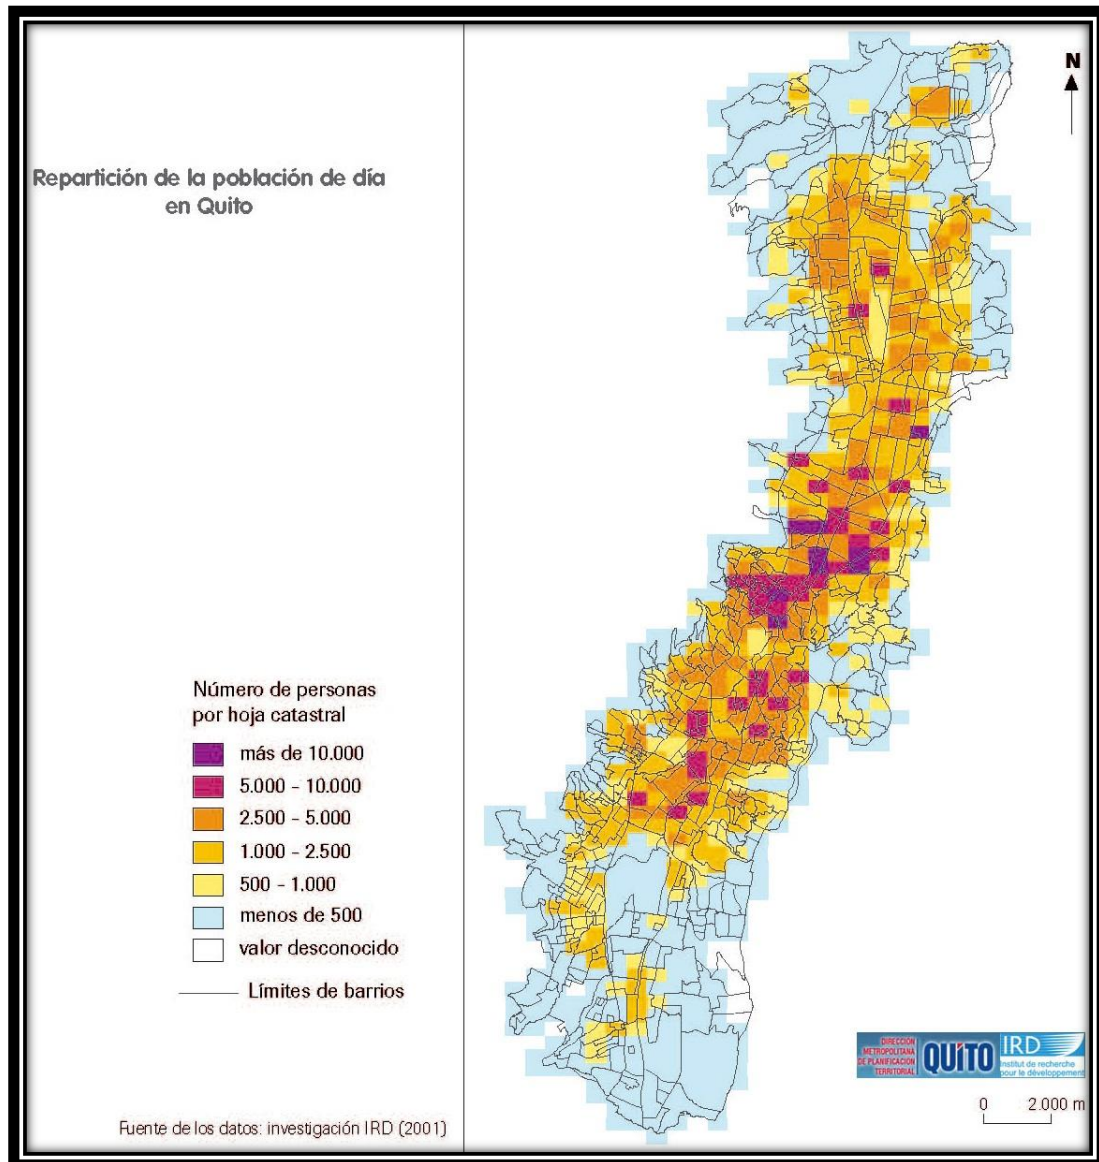 Repartición de la población de día
en Quito
N
Número de personas
por hoja catastral
más de 10.000
5.000 - 10.000
2.500 - 5.000
1.000 - 2.500
500 - 1.000
menos de 500
valor desconocido
Límites de barrios
Fuente de los datos: investigación IRD (2001)
DIRECCIÓN
METROPOLITANA
DE PLANIFICACIÓN
TERRITORIAL
QUITO
IRD
Institut de recherche
pour le développement
0 2.000 m